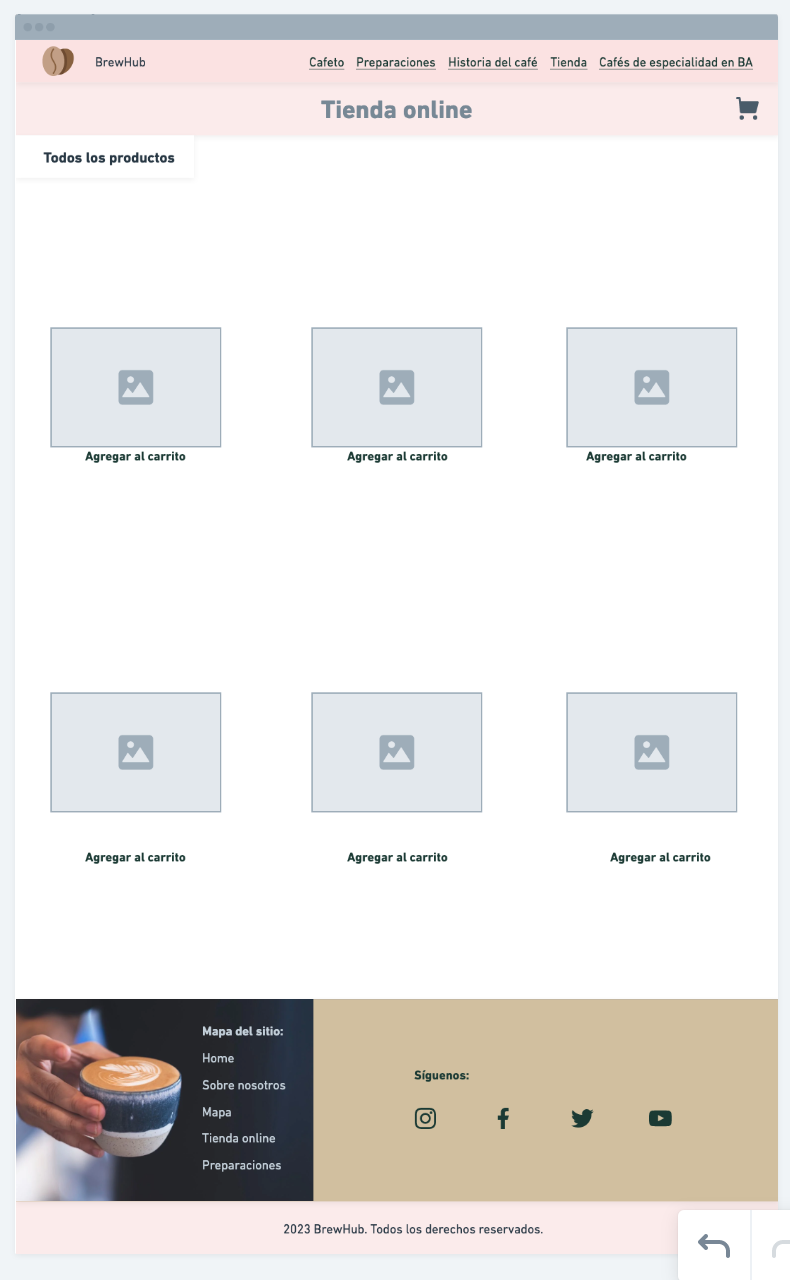 BrewHub
Cafeto Preparaciones Historia del café Tienda Cafés de especialidad en BA
Tienda online
Todos los productos
Agregar al carrito Agregar al carrito Agregar al carrito
Agregar al carrito Agregar al carrito Agregar al carrito
Mapa del sitio:
Home
Sobre nosotros
Mapa
Tienda online
Preparaciones
Síguenos:
2023 BrewHub. Todos los derechos reservados.